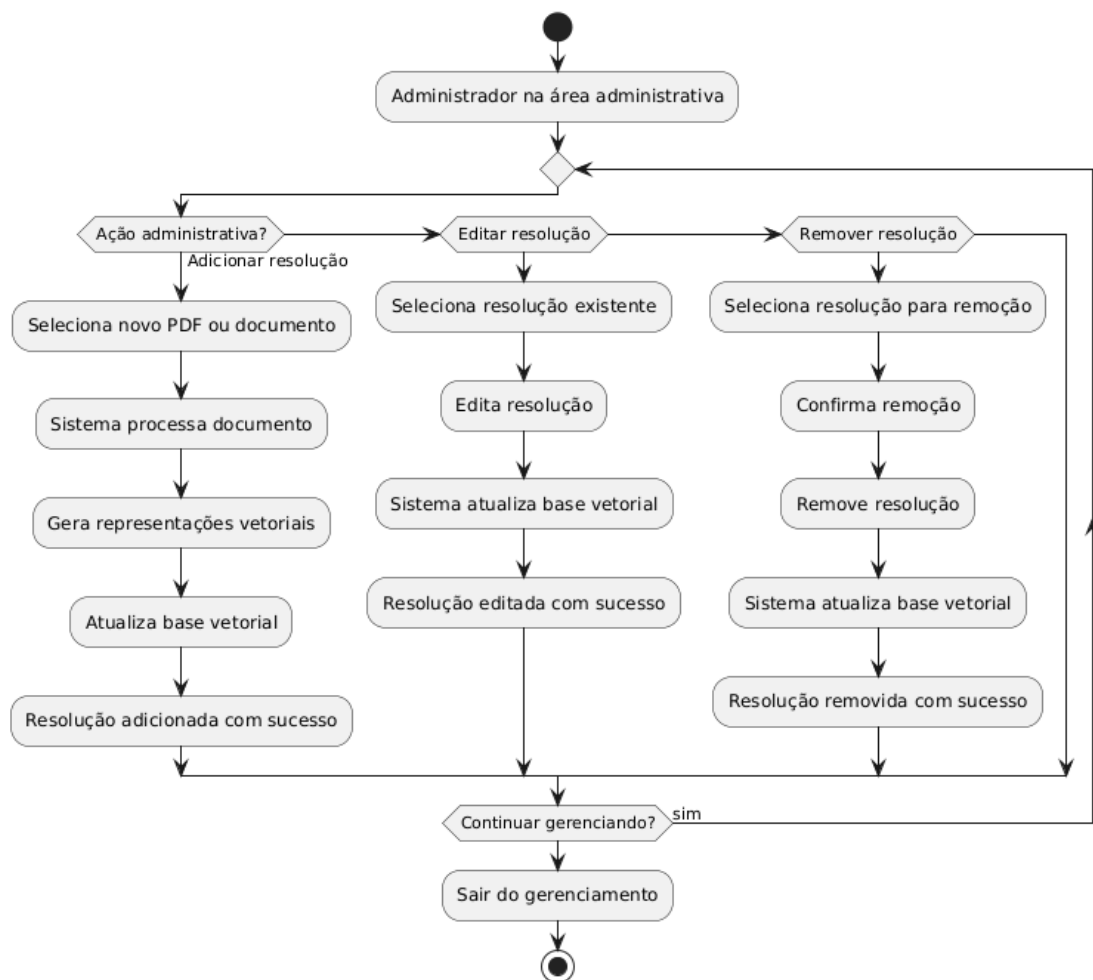 Administrador na área administrativa
Ação administrativa?
Adicionar resolução
Editar resolução
Remover resolução
Seleciona novo PDF ou documento
Sistema processa documento
Gera representações vetoriais
Atualiza base vetorial
Resolução adicionada com sucesso
Seleciona resolução existente
Edita resolução
Sistema atualiza base vetorial
Resolução editada com sucesso
Seleciona resolução para remoção
Confirma remoção
Remove resolução
Sistema atualiza base vetorial
Resolução removida com sucesso
Continuar gerenciando?
sim
Sair do gerenciamento